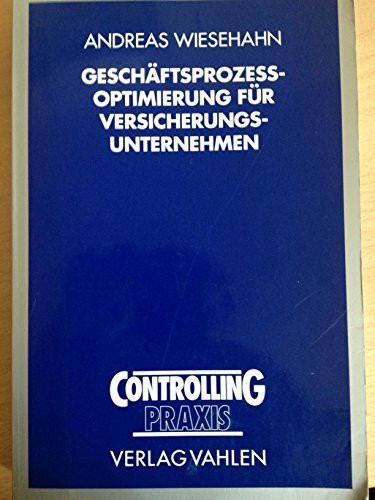 ANDREAS WIESEHAHN
GESCHÄFTSPROZESS-
OPTIMIERUNG FÜR
VERSICHERUNGS-
UNTERNEHMEN
CONTROLLING
PRAXIS
VERLAG VAHLEN